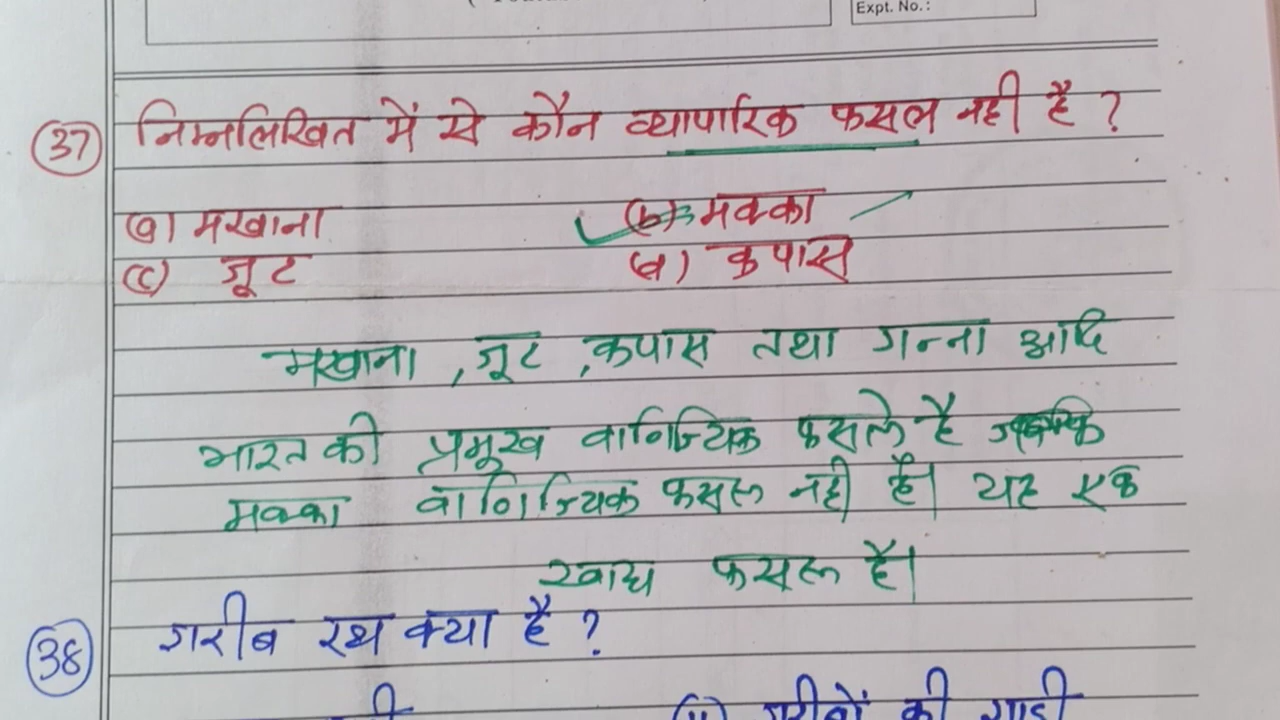 Expt. No.:
(37) निम्नलिखित में से कौन व्यापारिक फसल नही है ?
(a) मखाना (b) मक्का
(c) जूट (d) कपास
मखाना, जूट, कपास तथा गन्ना आदि
भारत की प्रमुख वाणिज्यिक फसले है जबकि
मक्का वाणिज्यिक फसल नही है। यह एक
खाद्य फसल है।
(38) गरीब रथ क्या है ?
(ii) गरीबों की गाड़ी